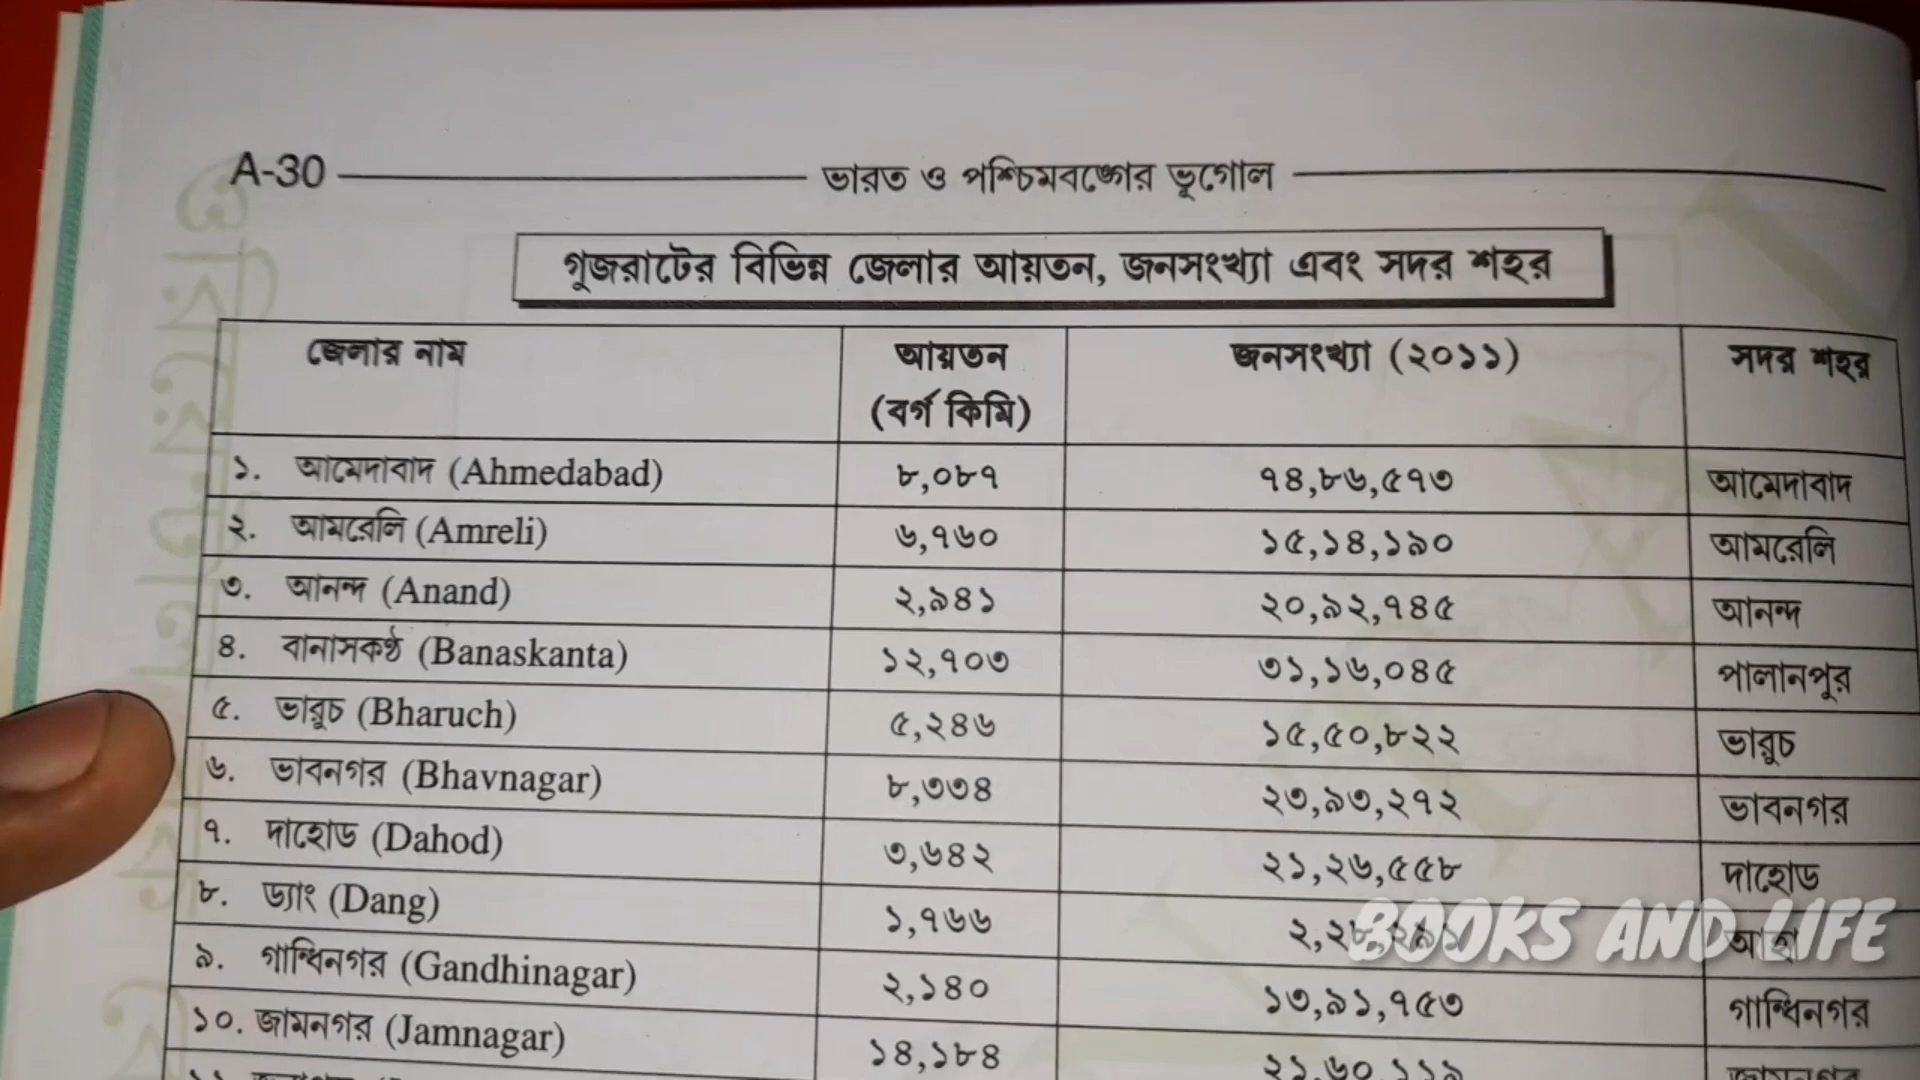 A-30 ভারত ও পশ্চিমবঙ্গের ভূগোল
গুজরাটের বিভিন্ন জেলার আয়তন, জনসংখ্যা এবং সদর শহর
জেলার নাম আয়তন (বর্গ কিমি) জনসংখ্যা (২০১১) সদর শহর
১. আমেদাবাদ (Ahmedabad) ৮,০৮৭ ৭৪,৮৬,৫৭৩ আমেদাবাদ
২. আমরেলি (Amreli) ৬,৭৬০ ১৫,১৪,১৯০ আমরেলি
৩. আনন্দ (Anand) ২,৯৪১ ২০,৯২,৭৪৫ আনন্দ
৪. বানাসকণ্ঠ (Banaskanta) ১২,৭০৩ ৩১,১৬,০৪৫ পালানপুর
৫. ভারুচ (Bharuch) ৫,২৪৬ ১৫,৫০,৮২২ ভারুচ
৬. ভাবনগর (Bhavnagar) ৮,৩৩৪ ২৩,৯৩,২৭২ ভাবনগর
৭. দাহোড (Dahod) ৩,৬৪২ ২১,২৬,৫৫৮ দাহোড
৮. ড্যাং (Dang) ১,৭৬৬
BOOKS AND LIFE
৯. গান্ধিনগর (Gandhinagar) ২,১৪০ ১৩,৯১,৭৫৩ গান্ধিনগর
১০. জামনগর (Jamnagar) ১৪,১৮৪ ২১,৬০,১১৯ জামনগর